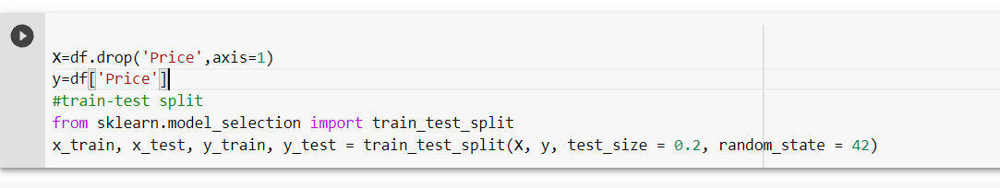 X=df.drop('Price',axis=1)
y=df['Price']
#train-test split
from sklearn.model_selection import train_test_split
x_train, x_test, y_train, y_test = train_test_split(X, y, test_size = 0.2, random_state = 42)